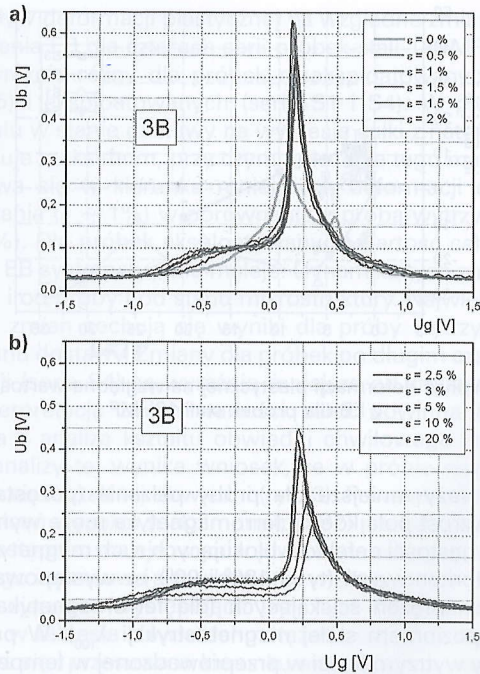 a)
Ub [V]
0,6
0,5
0,4
0,3
0,2
0,1
0,0
3B
ε = 0 %
ε = 0.5 %
ε = 1 %
ε = 1.5 %
ε = 1.5 %
ε = 2 %
-1,5 -1,0 -0,5 0,0 0,5 1,0 1,5
Ug [V]
b)
Ub [V]
0,6
0,5
0,4
0,3
0,2
0,1
0,0
3B
ε = 2.5 %
ε = 3 %
ε = 5 %
ε = 10 %
ε = 20 %
-1,5 -1,0 -0,5 0,0 0,5 1,0 1,5
Ug [V]